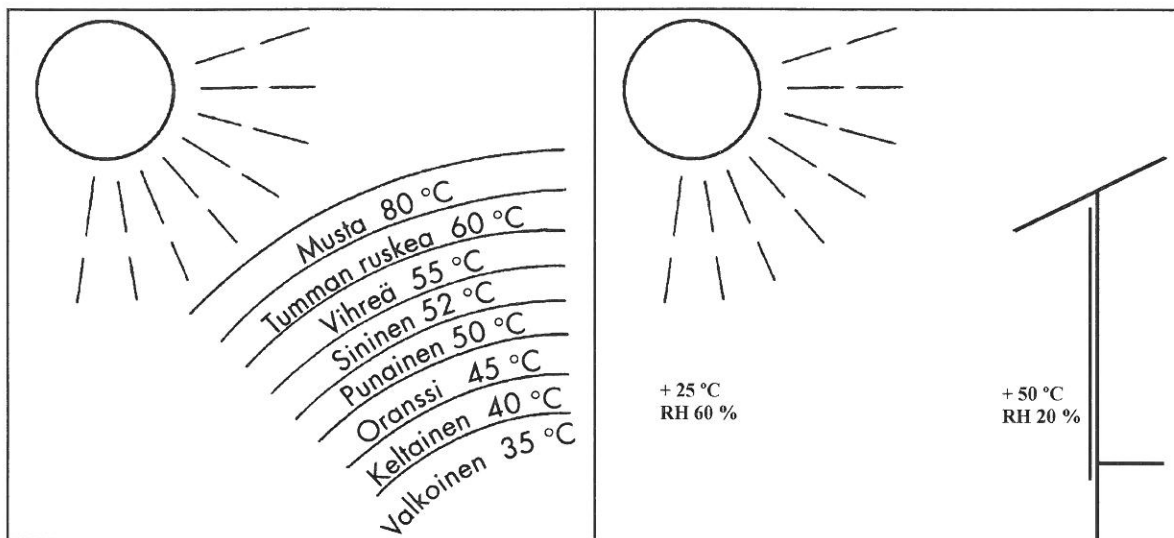 Musta 80 °C
Tumman ruskea 60 °C
Vihreä 55 °C
Sininen 52 °C
Punainen 50 °C
Oranssi 45 °C
Keltainen 40 °C
Valkoinen 35 °C
+ 25 °C
RH 60 %
+ 50 °C
RH 20 %